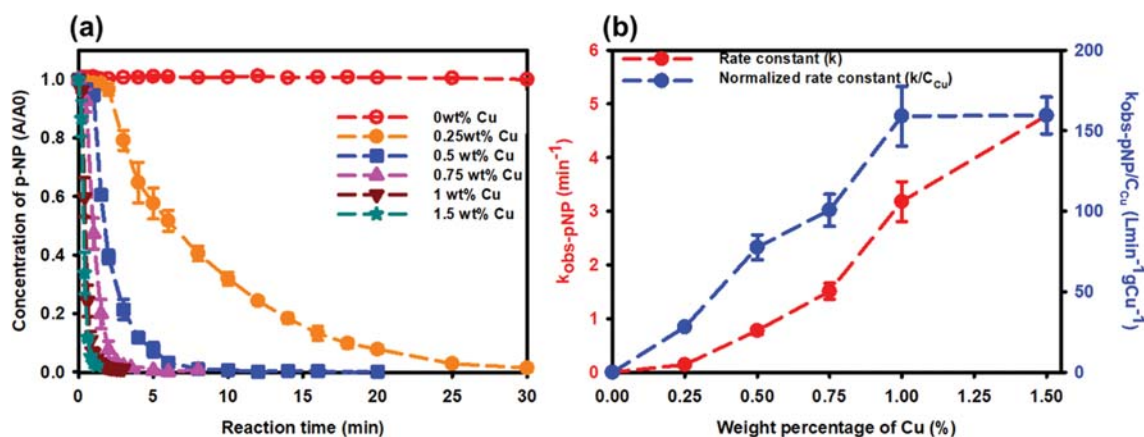 (a)
1.0
0.8
0.6
0.4
0.2
0.0
Concentration of p-NP (A/A0)
0wt% Cu
0.25wt% Cu
0.5 wt% Cu
0.75 wt% Cu
1 wt% Cu
1.5 wt% Cu
0 5 10 15 20 25 30
Reaction time (min)
(b)
6
5
4
3
2
1
0
kobs-pNP (min⁻¹)
Rate constant (k)
Normalized rate constant (k/CCu)
200
150
100
50
0
kobs-pNP/CCu (Lmin⁻¹gCu⁻¹)
0.00 0.25 0.50 0.75 1.00 1.25 1.50
Weight percentage of Cu (%)